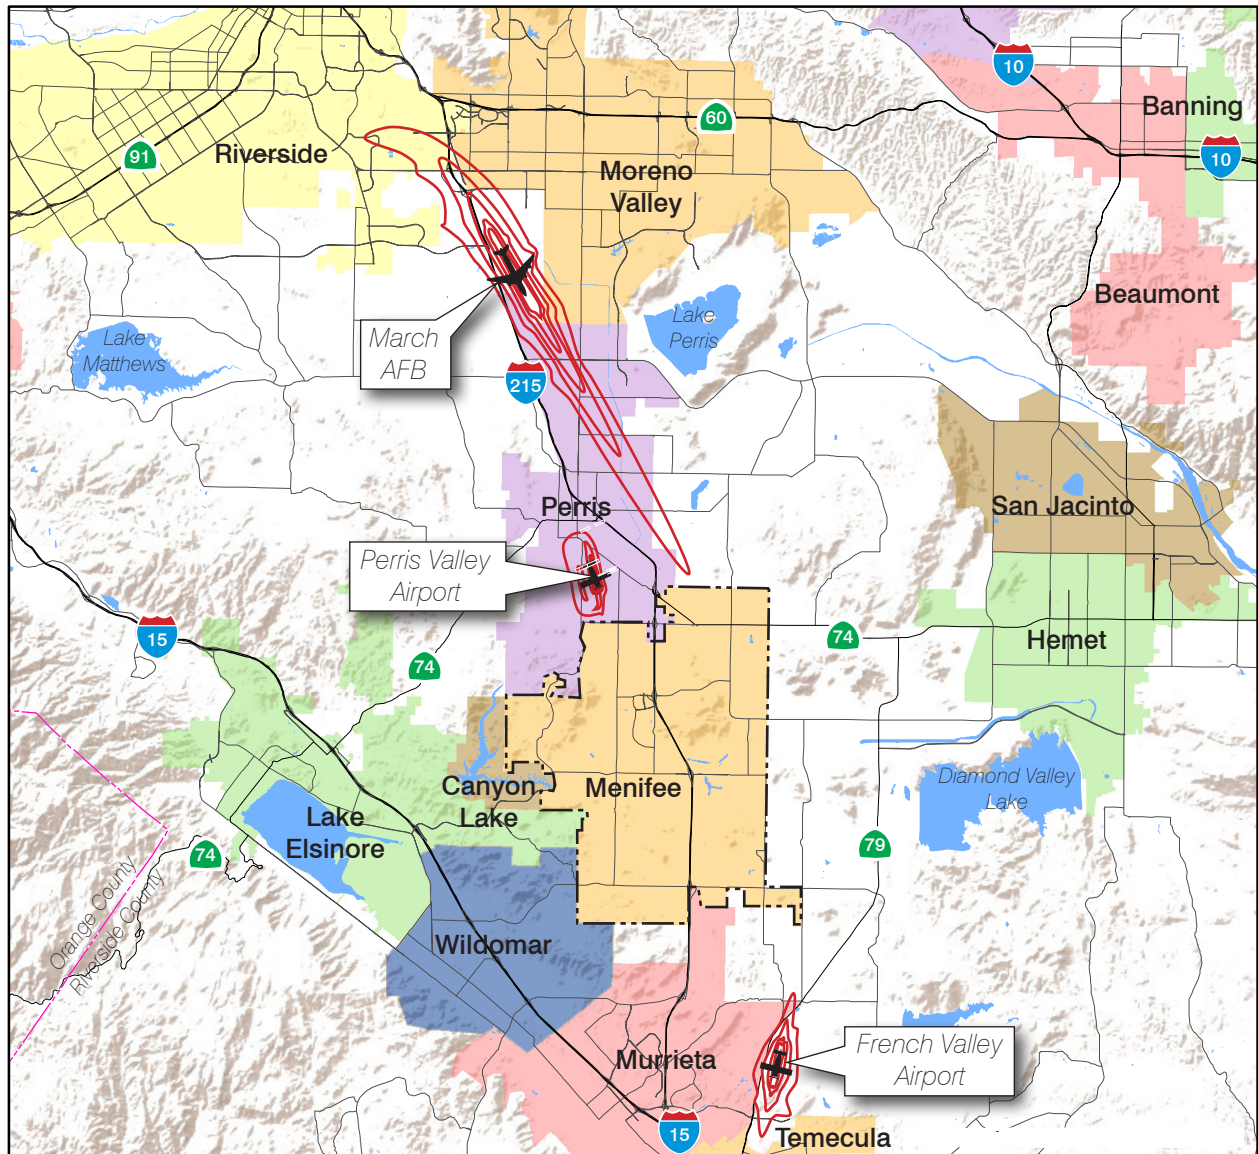 10
Banning
60
91
Riverside
10
Moreno
Valley
Beaumont
Lake
Perris
March
AFB
Lake
Matthews
215
San Jacinto
Perris
Perris Valley
Airport
15
74
Hemet
74
Diamond Valley
Lake
Canyon
Lake
Menifee
Lake
Elsinore
79
74
Orange County
Riverside County
Wildomar
French Valley
Airport
Murrieta
15
Temecula